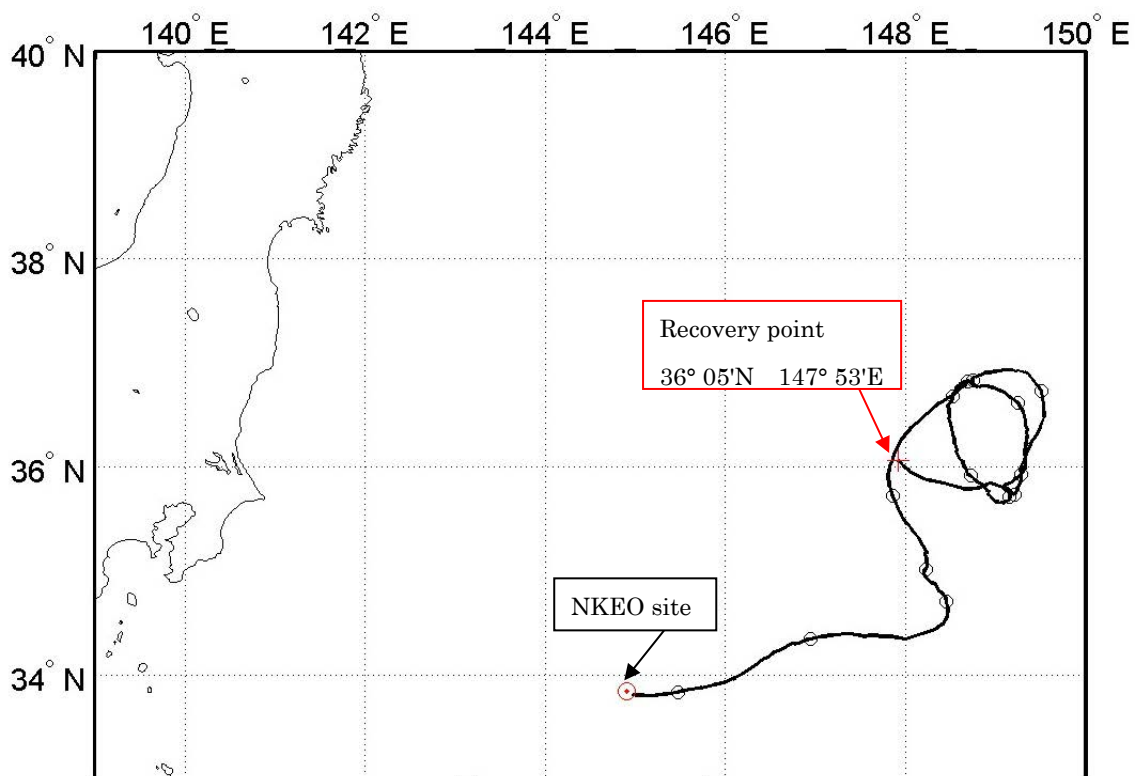 140° E 142° E 144° E 146° E 148° E 150° E
40° N
38° N
Recovery point
36° 05'N 147° 53'E
36° N
NKEO site
34° N